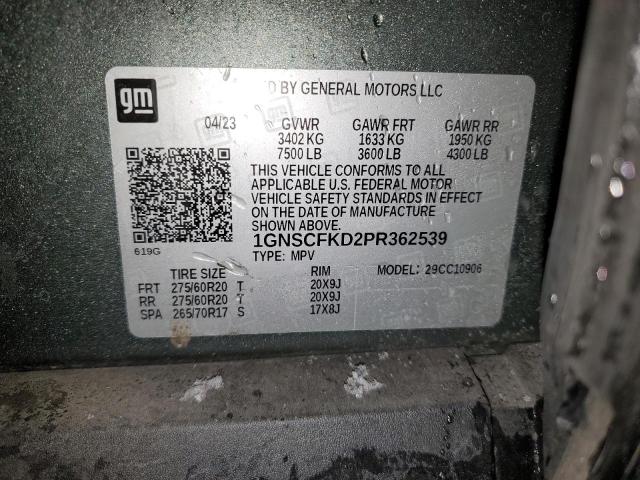 gm
D BY GENERAL MOTORS LLC
04/23 GVWR GAWR FRT GAWR RR
3402 KG 1633 KG 1950 KG
7500 LB 3600 LB 4300 LB
THIS VEHICLE CONFORMS TO ALL
APPLICABLE U.S. FEDERAL MOTOR
VEHICLE SAFETY STANDARDS IN EFFECT
ON THE DATE OF MANUFACTURE
SHOWN ABOVE.
1GNSCFKD2PR362539
619G
TYPE: MPV
TIRE SIZE RIM MODEL: 29CC10906
FRT 275/60R20 T 20X9J
RR 275/60R20 T 20X9J
SPA 265/70R17 S 17X8J